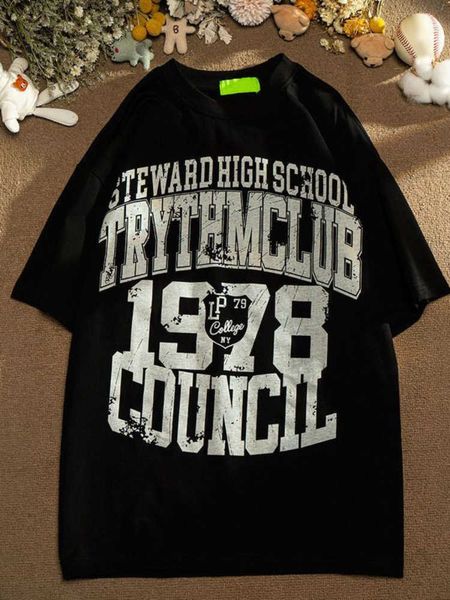 STEWARD HIGH SCHOOL
TRYTHMCLUB
1978
LP 79
College
NY
COUNCIL